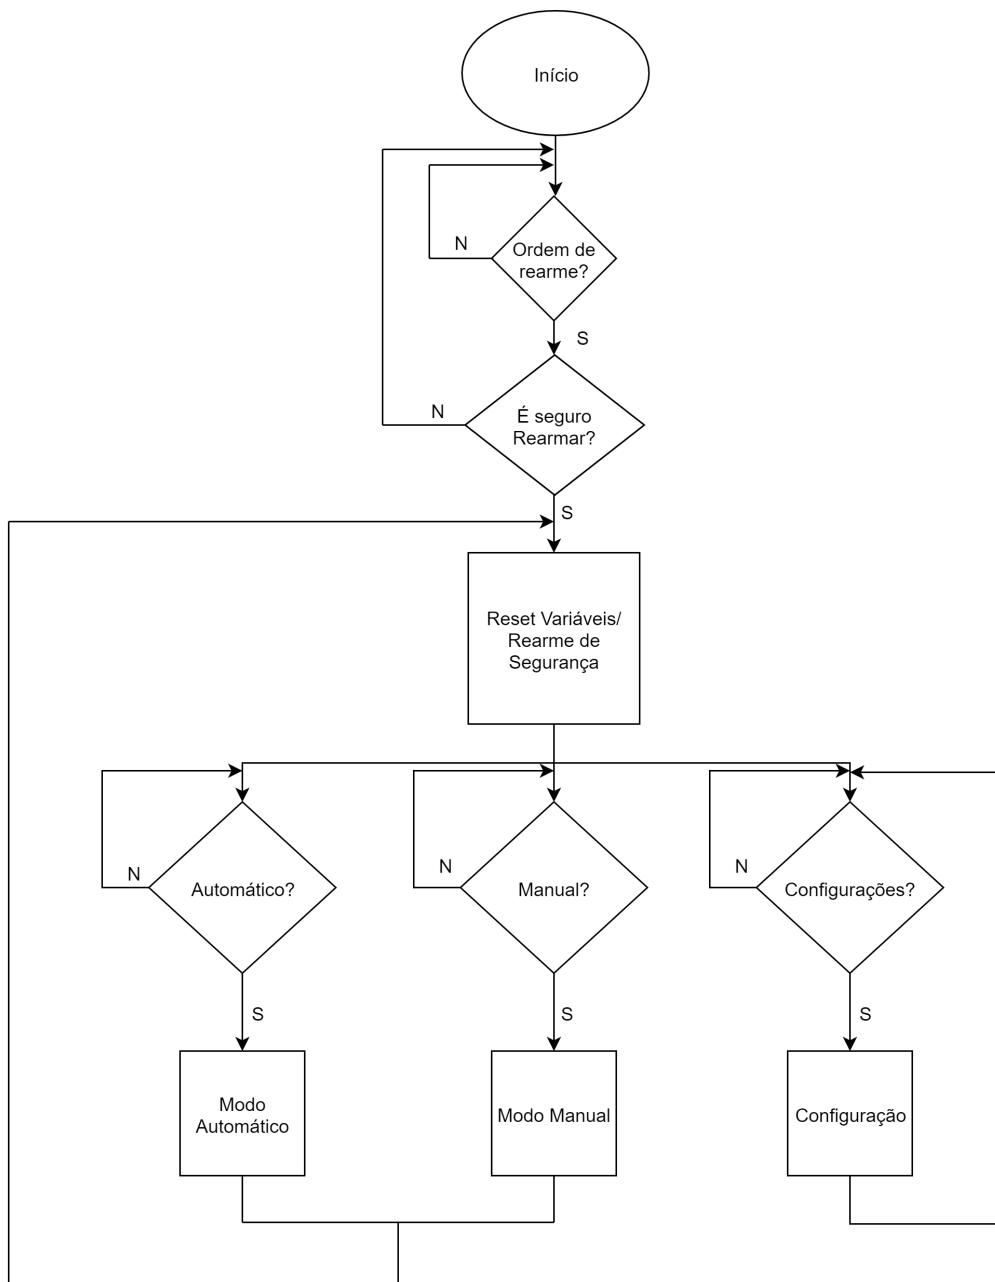 Início
N
Ordem de
rearme?
S
N
É seguro
Rearmar?
S
Reset Variáveis/
Rearme de
Segurança
N
Automático?
N
Manual?
N
Configurações?
S
S
S
Modo
Automático
Modo Manual
Configuração